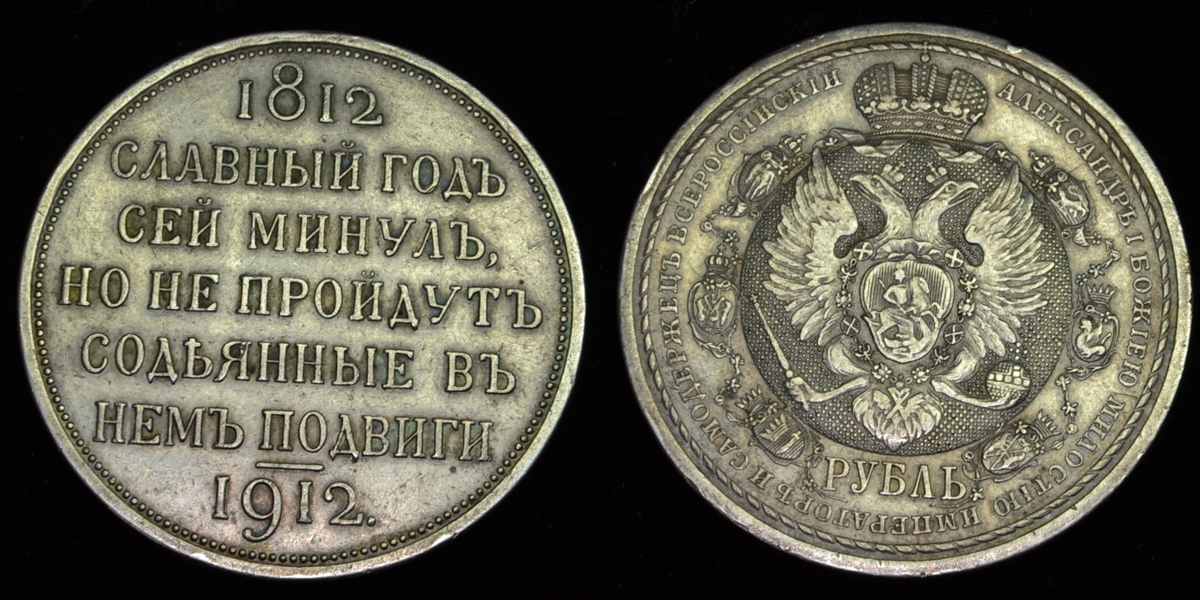 1812
СЛАВНЫЙ ГОДЪ
СЕЙ МИНУЛЪ,
НО НЕ ПРОЙДУТЪ
СОДѢЯННЫЕ ВЪ
НЕМЪ ПОДВИГИ
1912.
АЛЕКСАНДРЪ I БОЖІЕЮ МИЛОСТІЮ ИМПЕРАТОРЪ И САМОДЕРЖЕЦЪ ВСЕРОССІЙСКІЙ
РУБЛЬ